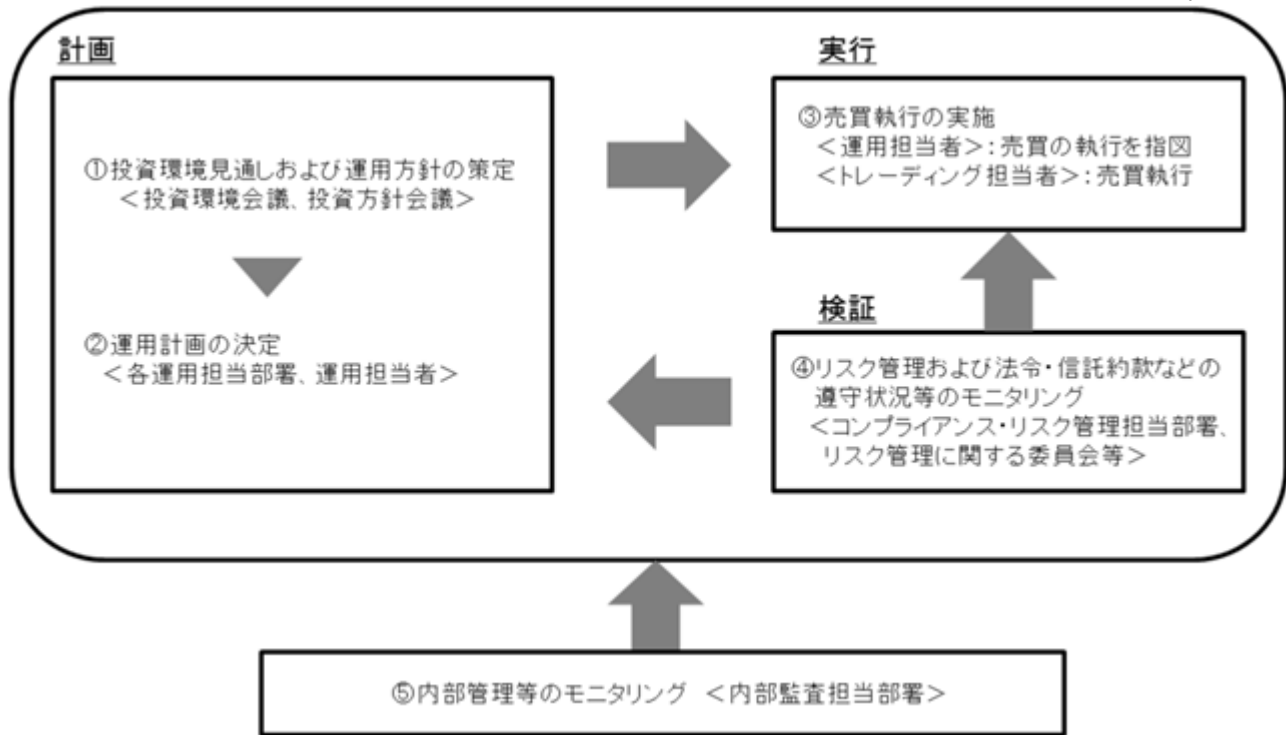 計画
①投資環境見通しおよび運用方針の策定
＜投資環境会議、投資方針会議＞
②運用計画の決定
＜各運用担当部署、運用担当者＞
実行
③売買執行の実施
＜運用担当者＞：売買の執行を指図
＜トレーディング担当者＞：売買執行
検証
④リスク管理および法令・信託約款などの
遵守状況等のモニタリング
＜コンプライアンス・リスク管理担当部署、
リスク管理に関する委員会等＞
⑤内部管理等のモニタリング　＜内部監査担当部署＞